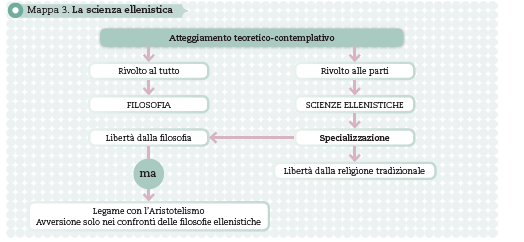 Mappa 3. La scienza ellenistica
Atteggiamento teoretico-contemplativo
Rivolto al tutto
Rivolto alle parti
FILOSOFIA
SCIENZE ELLENISTICHE
Libertà dalla filosofia
Specializzazione
ma
Libertà dalla religione tradizionale
Legame con l'Aristotelismo
Avversione solo nei confronti delle filosofie ellenistiche